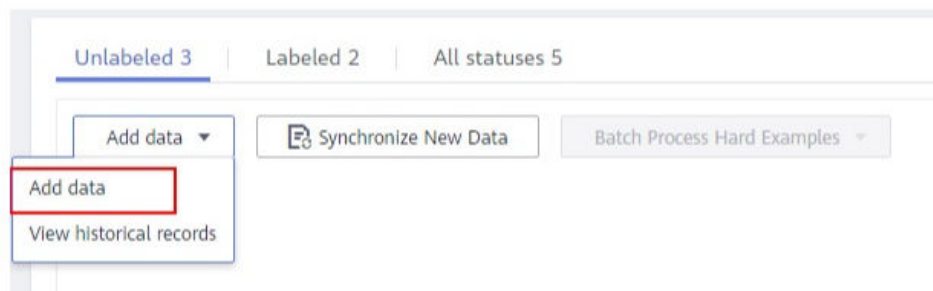 Unlabeled 3 Labeled 2 All statuses 5
Add data Synchronize New Data Batch Process Hard Examples
Add data
View historical records